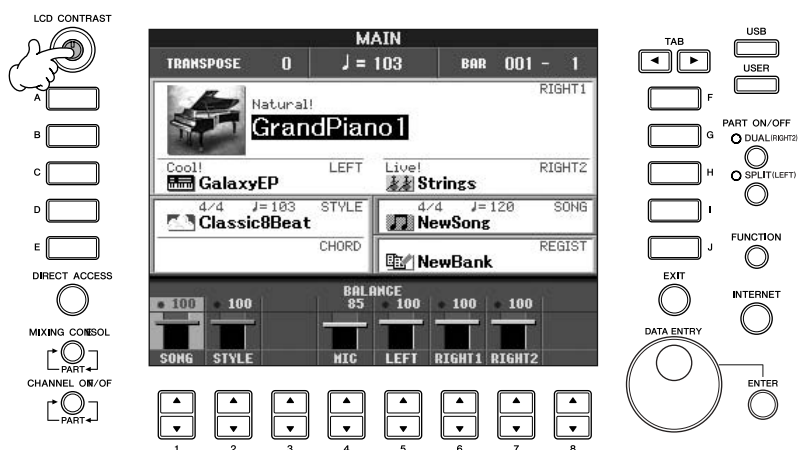 LCD CONTRAST
A
B
C
D
E
DIRECT ACCESS
MIXING CONSOL
PART
CHANNEL ON/OF
PART
MAIN
TRANSPOSE 0 ♩ = 103 BAR 001 - 1
RIGHT1
Natural!
GrandPiano1
Cool! LEFT
GalaxyEP
Live! RIGHT2
Strings
4/4 ♩=103 STYLE
Classic8Beat
4/4 ♩=120 SONG
NewSong
CHORD
REGIST
NewBank
BALANCE
100 100 85 100 100 100
SONG STYLE MIC LEFT RIGHT1 RIGHT2
1 2 3 4 5 6 7 8
TAB
USB
USER
F
G
H
I
J
PART ON/OFF
DUAL(RIGHT2)
SPLIT(LEFT)
FUNCTION
EXIT
INTERNET
DATA ENTRY
ENTER